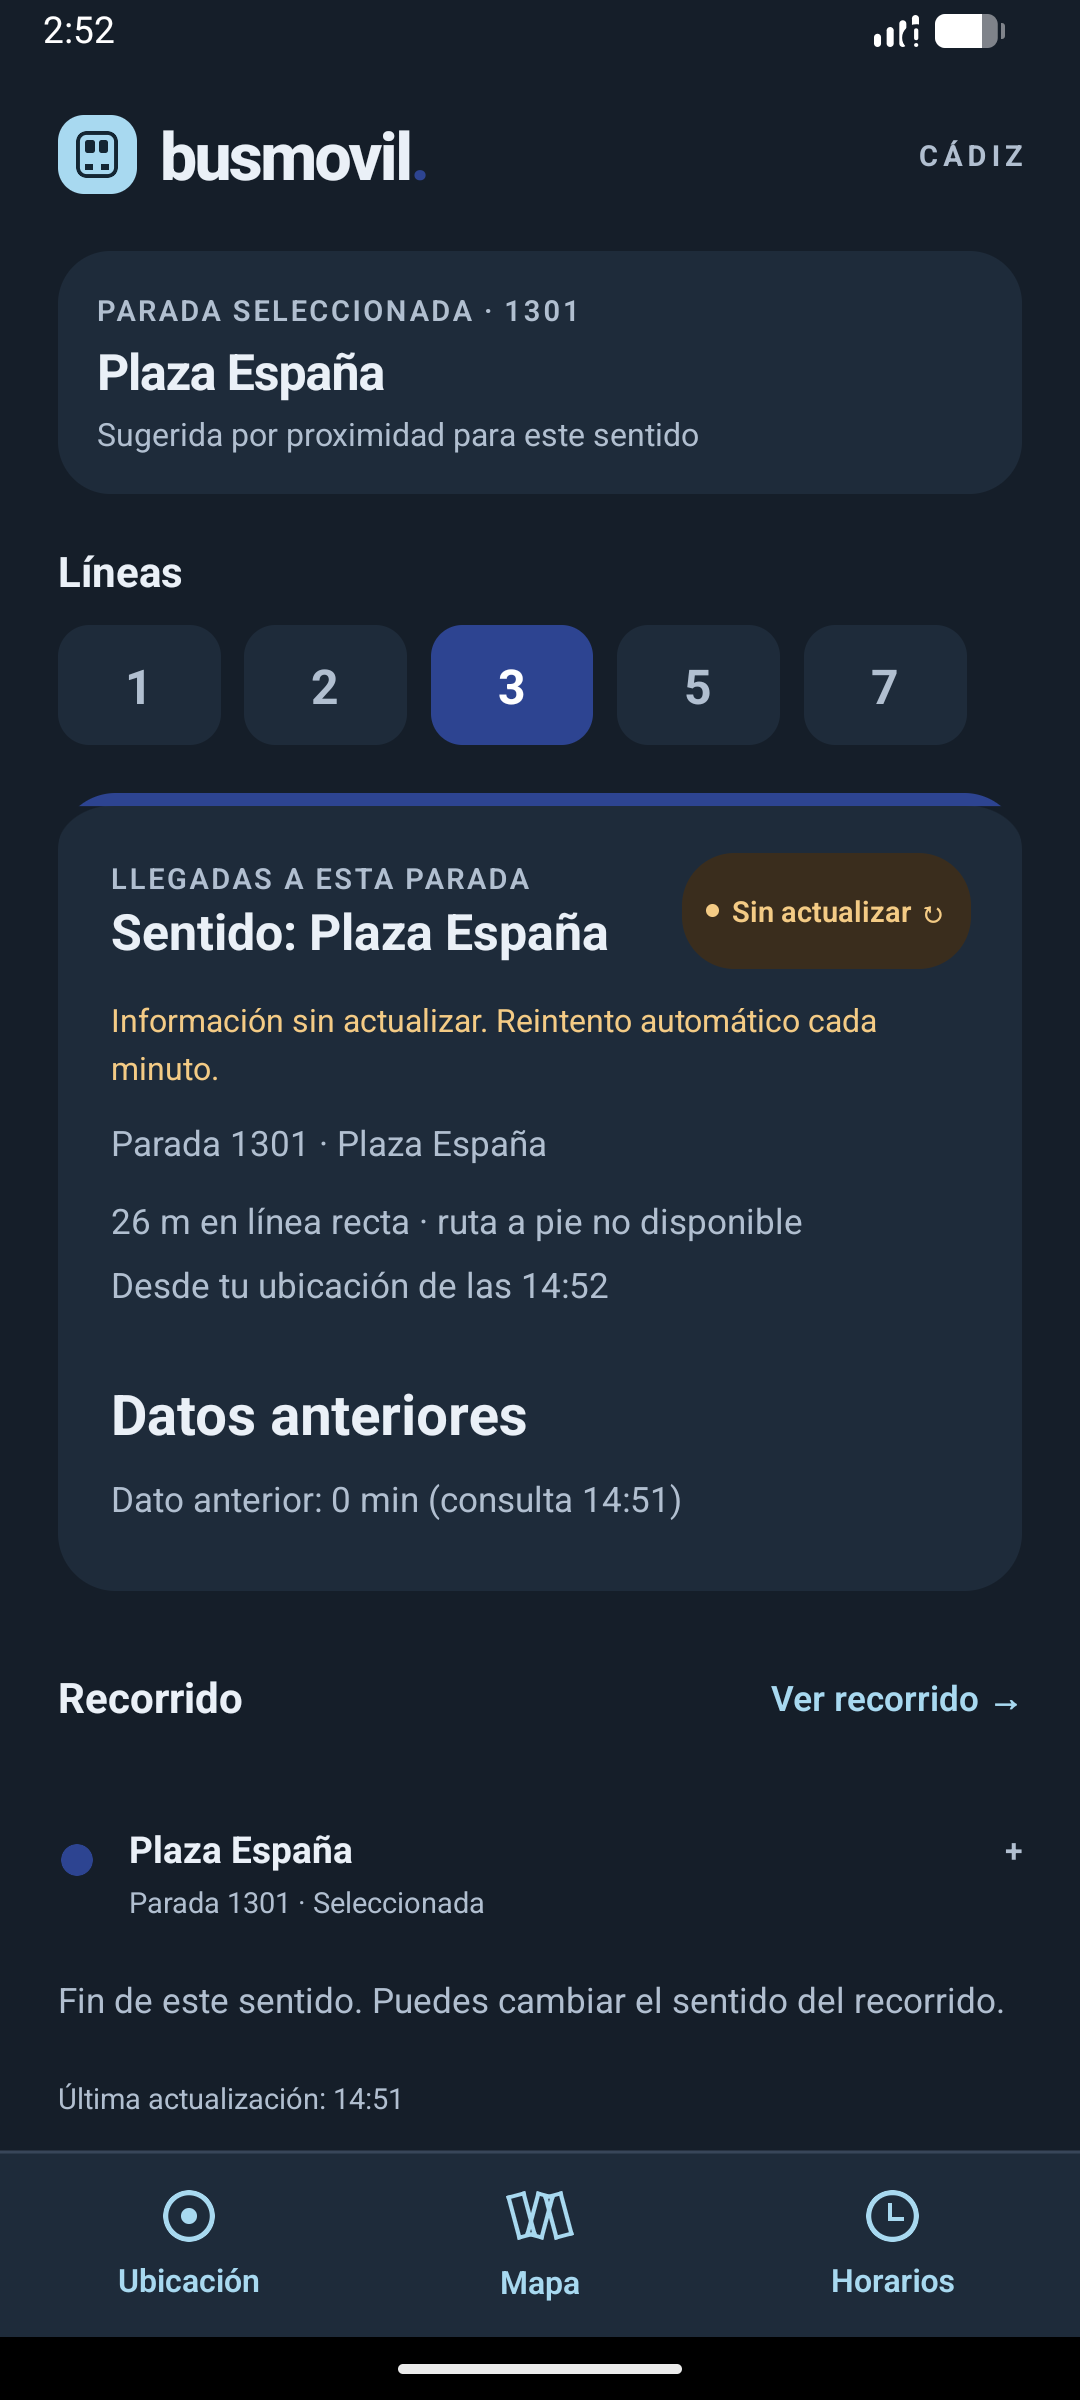 2:52
busmovil.
CÁDIZ
PARADA SELECCIONADA · 1301
Plaza España
Sugerida por proximidad para este sentido
Líneas
1 2 3 5 7
LLEGADAS A ESTA PARADA
Sentido: Plaza España
Sin actualizar ↻
Información sin actualizar. Reintento automático cada
minuto.
Parada 1301 · Plaza España
26 m en línea recta · ruta a pie no disponible
Desde tu ubicación de las 14:52
Datos anteriores
Dato anterior: 0 min (consulta 14:51)
Recorrido
Ver recorrido →
Plaza España
+
Parada 1301 · Seleccionada
Fin de este sentido. Puedes cambiar el sentido del recorrido.
Última actualización: 14:51
Ubicación
Mapa
Horarios